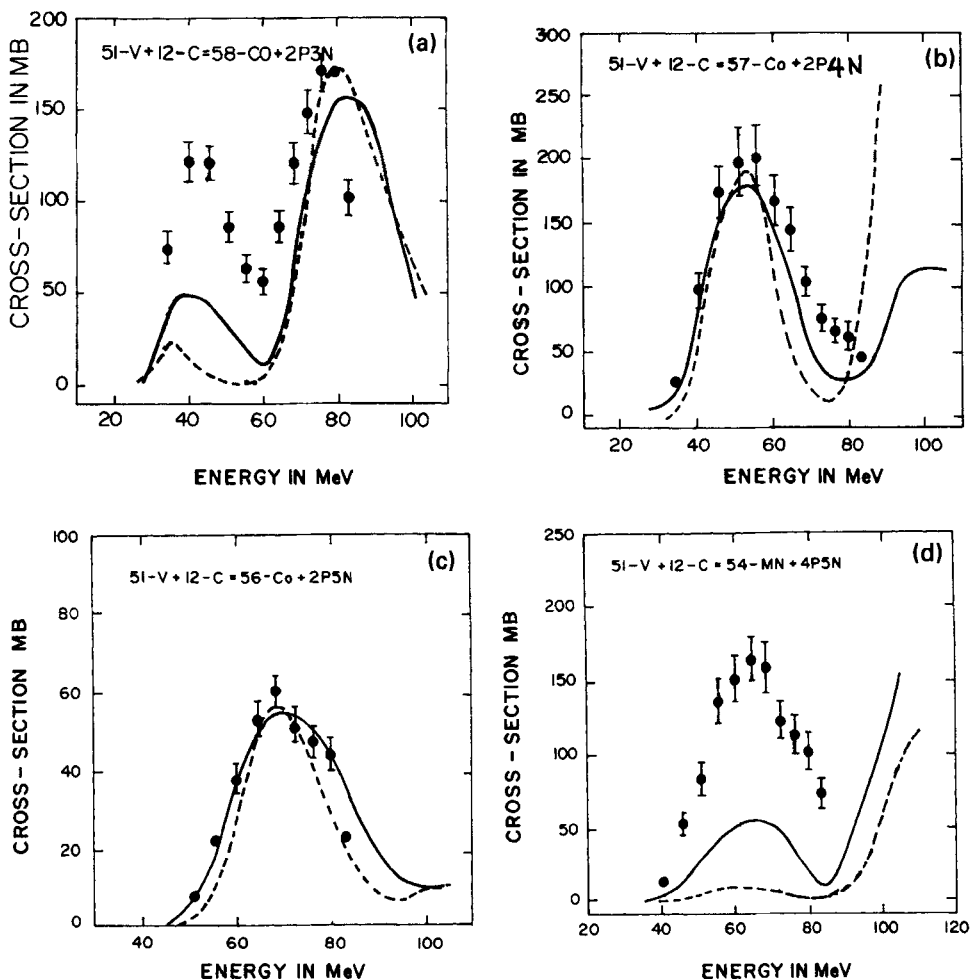 (a)
51-V+12-C=58-CO+2P3N
CROSS-SECTION IN MB
200
150
100
50
0
20 40 60 80 100
ENERGY IN MeV
(b)
51-V+12-C=57-Co+2P4N
CROSS-SECTION IN MB
300
250
200
150
100
50
0
20 40 60 80 100
ENERGY IN MeV
(c)
51-V+12-C=56-Co+2P5N
CROSS-SECTION MB
100
80
60
40
20
0
40 60 80 100
ENERGY IN MeV
(d)
51-V+12-C=54-MN+4P5N
CROSS-SECTION MB
250
200
150
100
50
0
20 40 60 80 100 120
ENERGY IN MeV